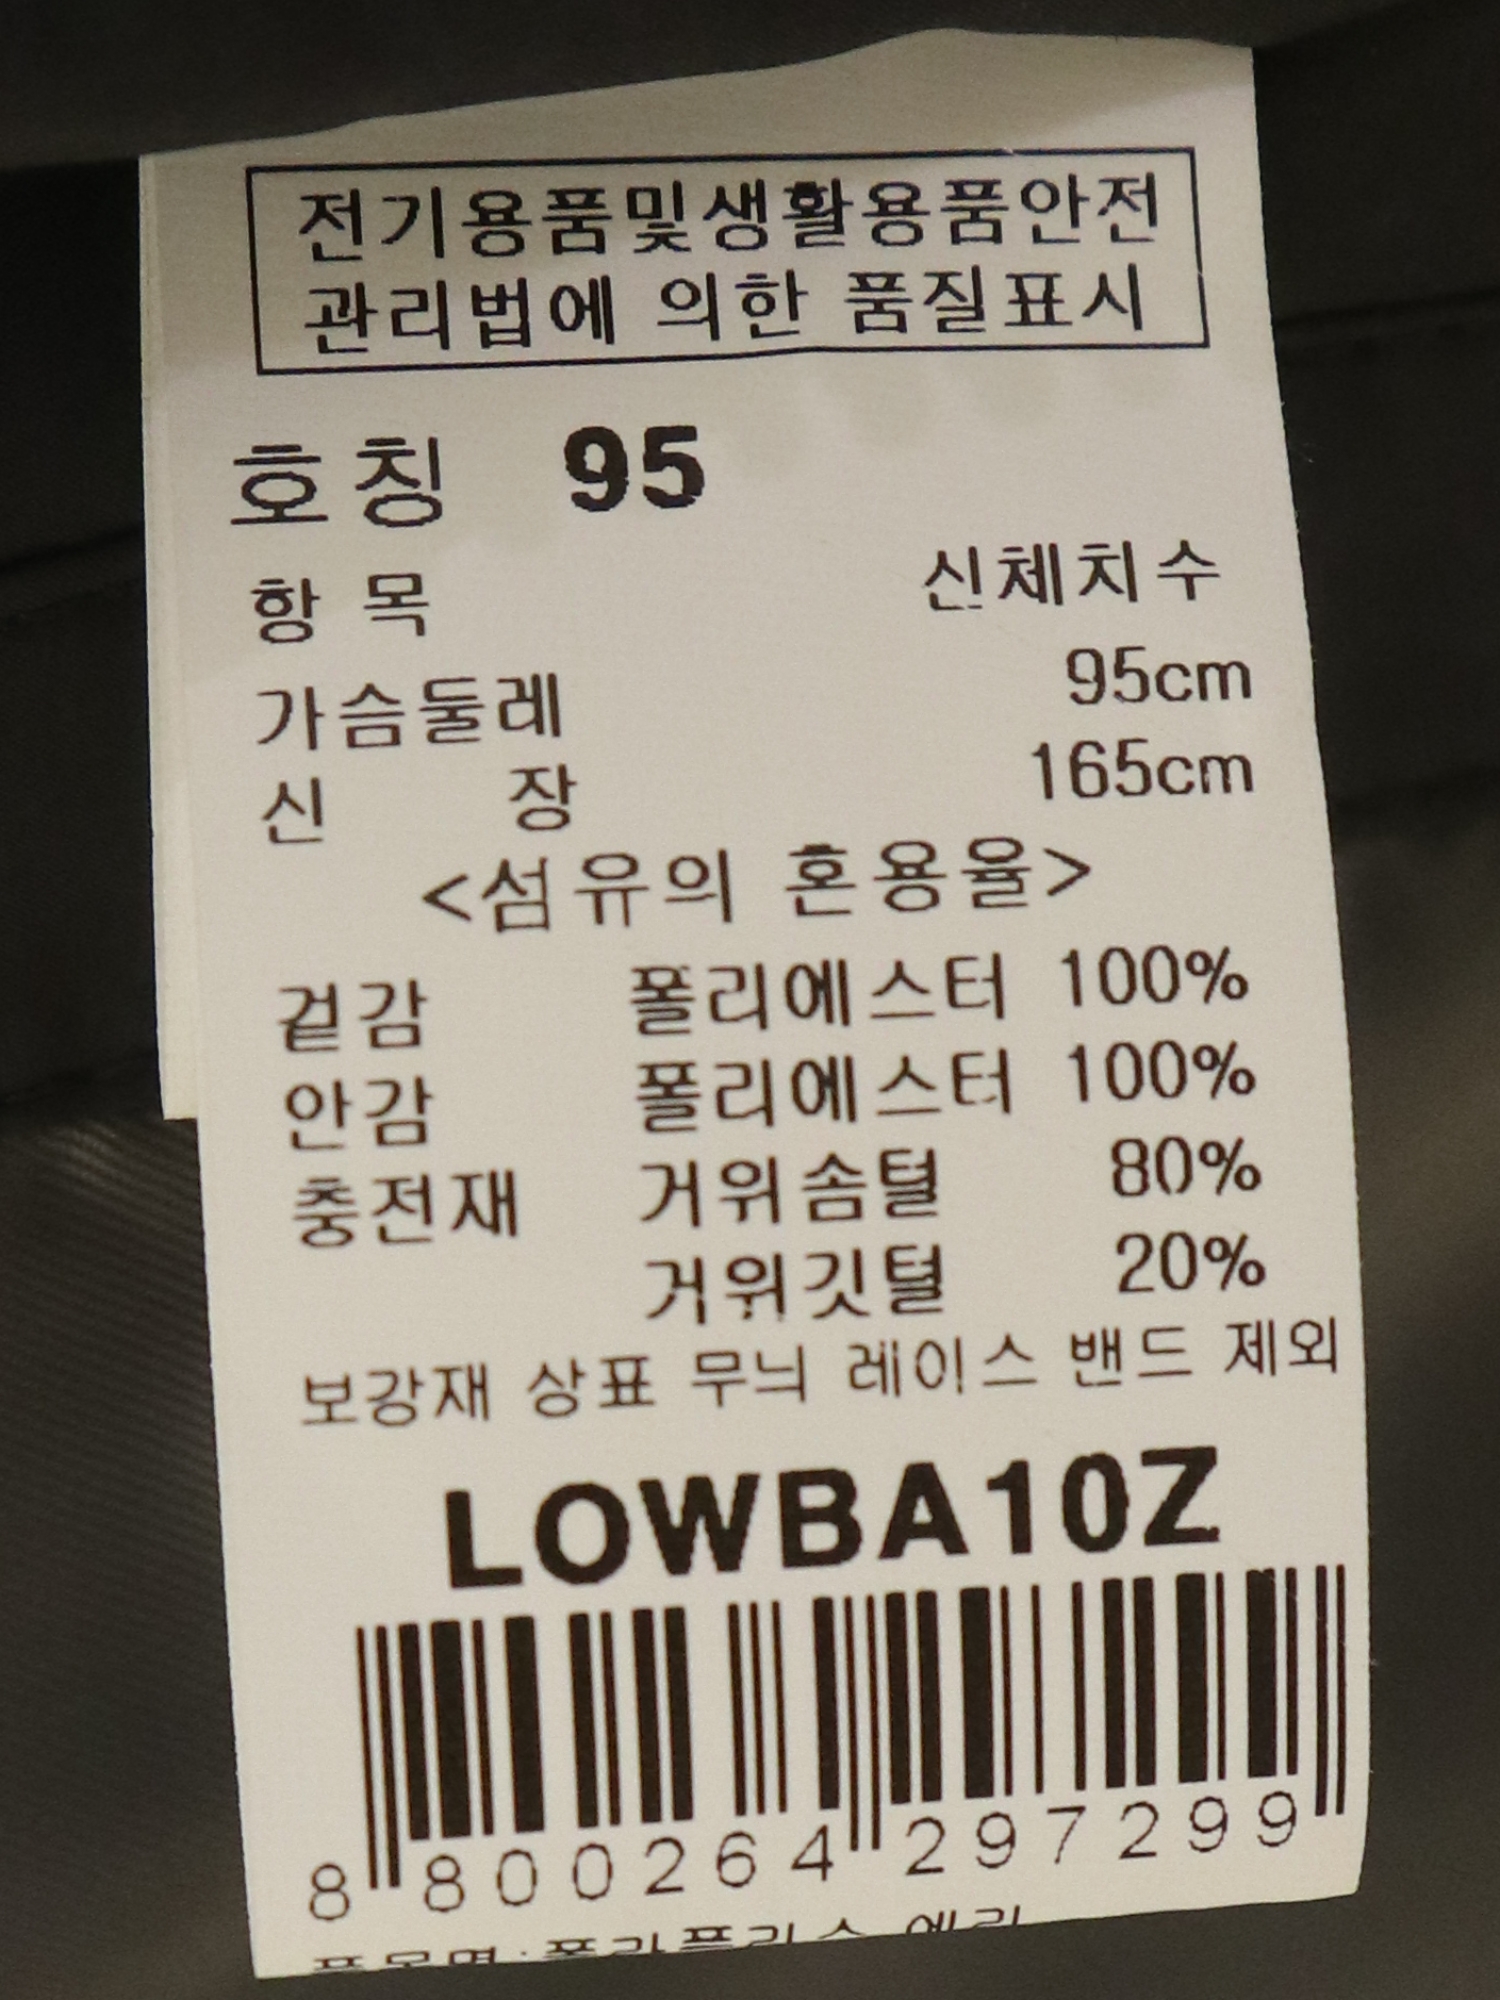 전기용품및생활용품안전
관리법에 의한 품질표시
호칭 95
항목 신체치수
가슴둘레 95cm
신 장 165cm
<섬유의 혼용율>
겉감 폴리에스터 100%
안감 폴리에스터 100%
충전재 거위솜털 80%
거위깃털 20%
보강재 상표 무늬 레이스 밴드 제외
LOWBA10Z
8 800264 297299